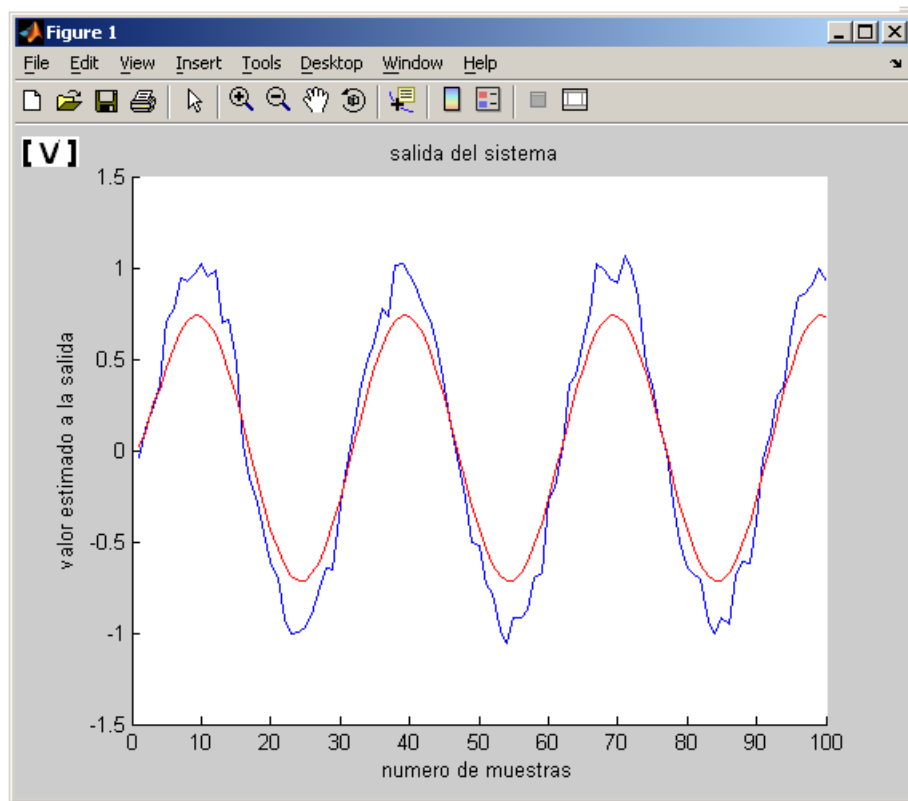 Figure 1
File Edit View Insert Tools Desktop Window Help
[V]
salida del sistema
1.5
1
0.5
0
-0.5
-1
-1.5
valor estimado a la salida
0 10 20 30 40 50 60 70 80 90 100
numero de muestras